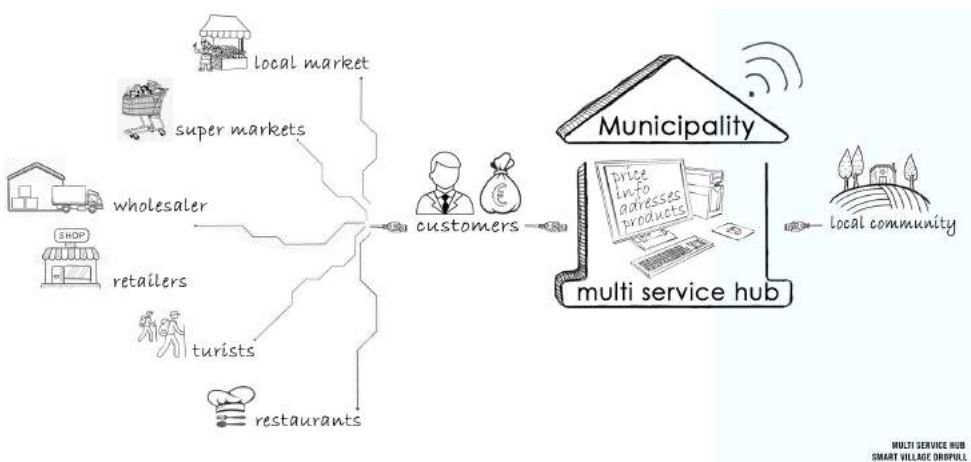 local market
super markets
wholesaler
SHOP
retailers
turists
restaurants
€
customers
Municipality
price
info
adresses
products
multi service hub
local community
MULTI SERVICE HUB
SMART VILLAGE DROPULL